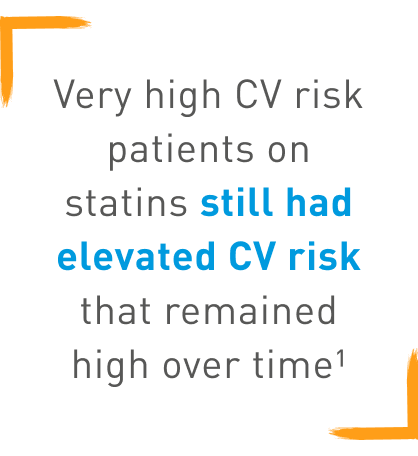 Very high CV risk
patients on
statins still had
elevated CV risk
that remained
high over time¹